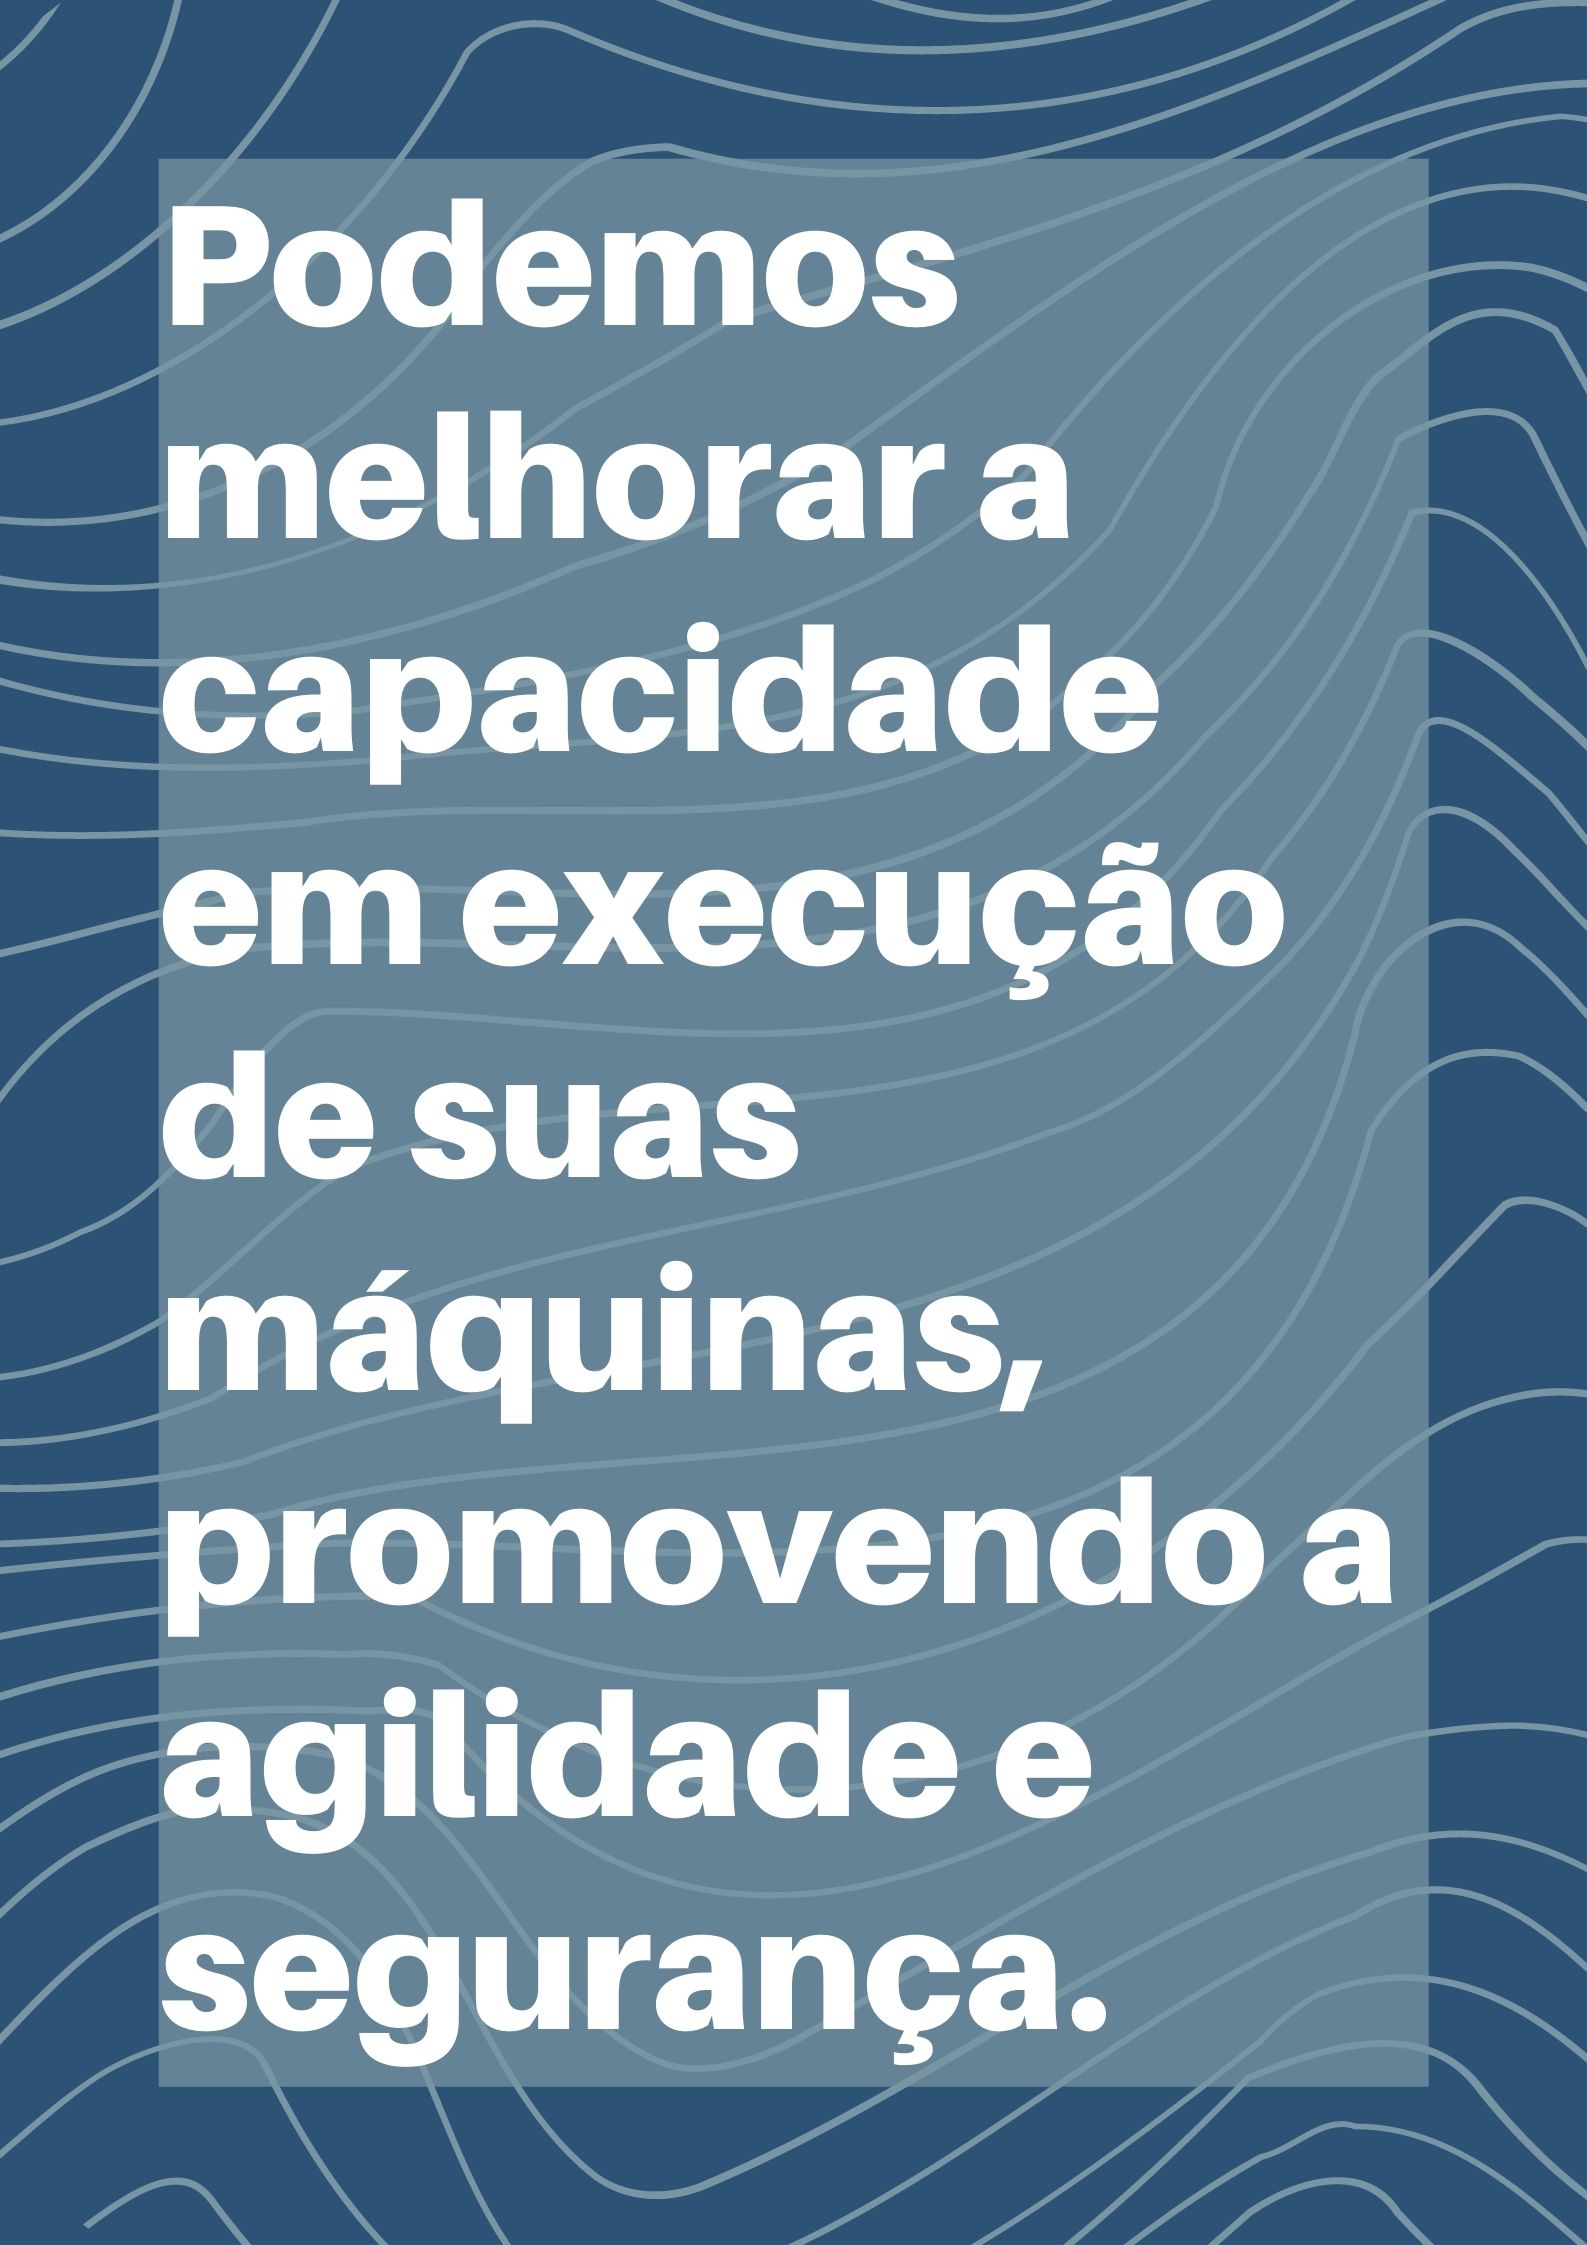 Podemos
melhorar a
capacidade
em execução
de suas
máquinas,
promovendo a
agilidade e
segurança.